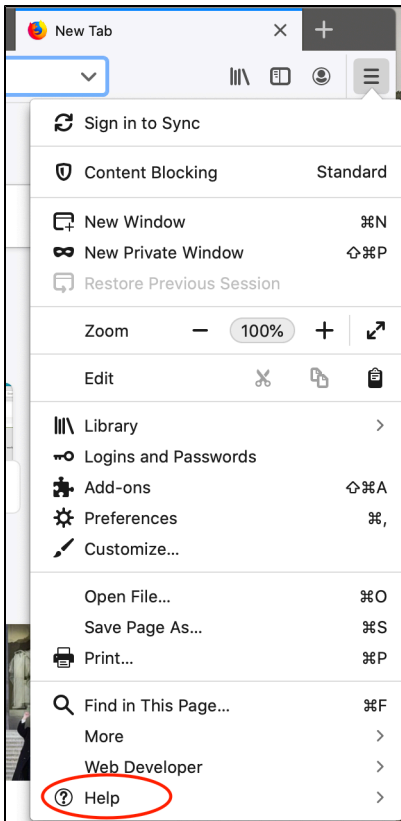 New Tab
Sign in to Sync
Content Blocking Standard
New Window ⌘N
New Private Window ⇧⌘P
Restore Previous Session
Zoom − 100% +
Edit
Library
Logins and Passwords
Add-ons ⇧⌘A
Preferences ⌘,
Customize...
Open File... ⌘O
Save Page As... ⌘S
Print... ⌘P
Find in This Page... ⌘F
More
Web Developer
Help